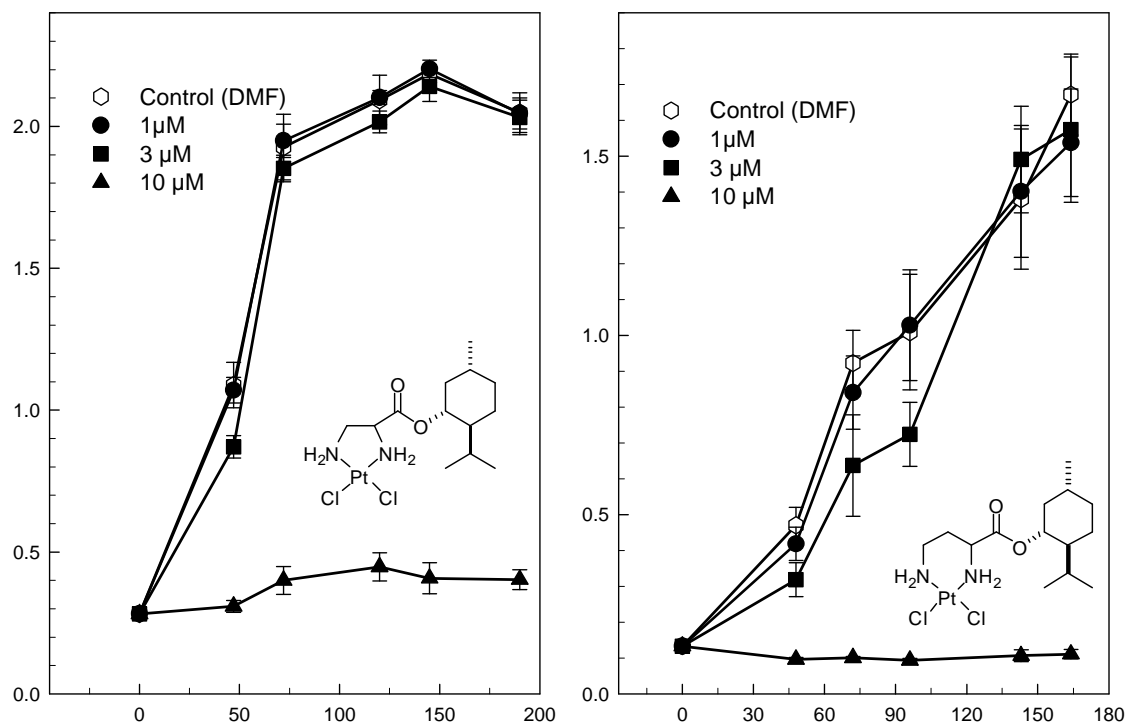 Control (DMF)
1µM
3 µM
10 µM
2.0
1.5
1.0
0.5
0.0
0 50 100 150 200
O
O
H2N NH2
Pt
Cl Cl
Control (DMF)
1µM
3 µM
10 µM
1.5
1.0
0.5
0.0
0 30 60 90 120 150 180
O
O
H2N NH2
Pt
Cl Cl